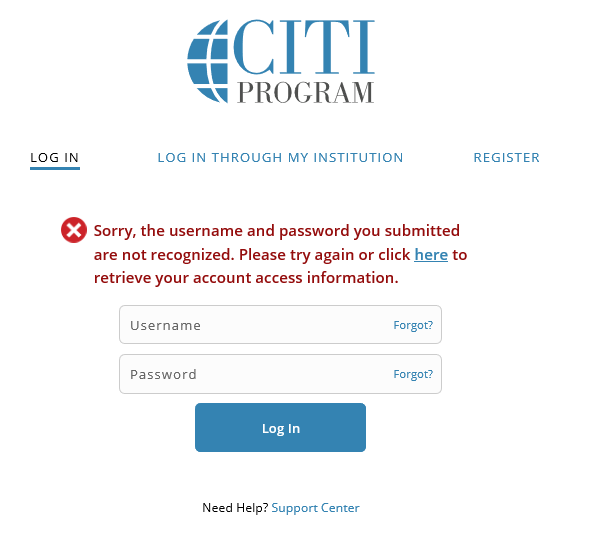 CITI
PROGRAM
LOG IN LOG IN THROUGH MY INSTITUTION REGISTER
Sorry, the username and password you submitted
are not recognized. Please try again or click here to
retrieve your account access information.
Username Forgot?
Password Forgot?
Log In
Need Help? Support Center